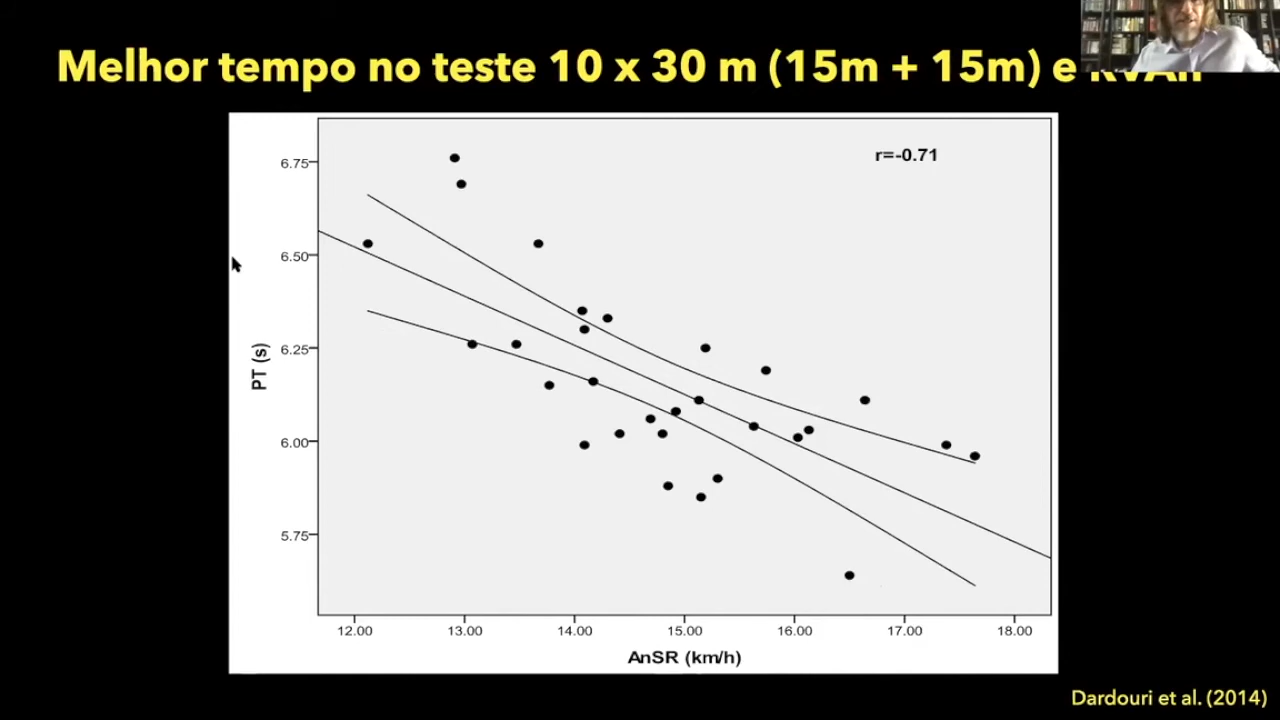 Melhor tempo no teste 10 x 30 m (15m + 15m) e
r=-0.71
6.75
6.50
6.25
6.00
5.75
PT (s)
12.00 13.00 14.00 15.00 16.00 17.00 18.00
AnSR (km/h)
Dardouri et al. (2014)